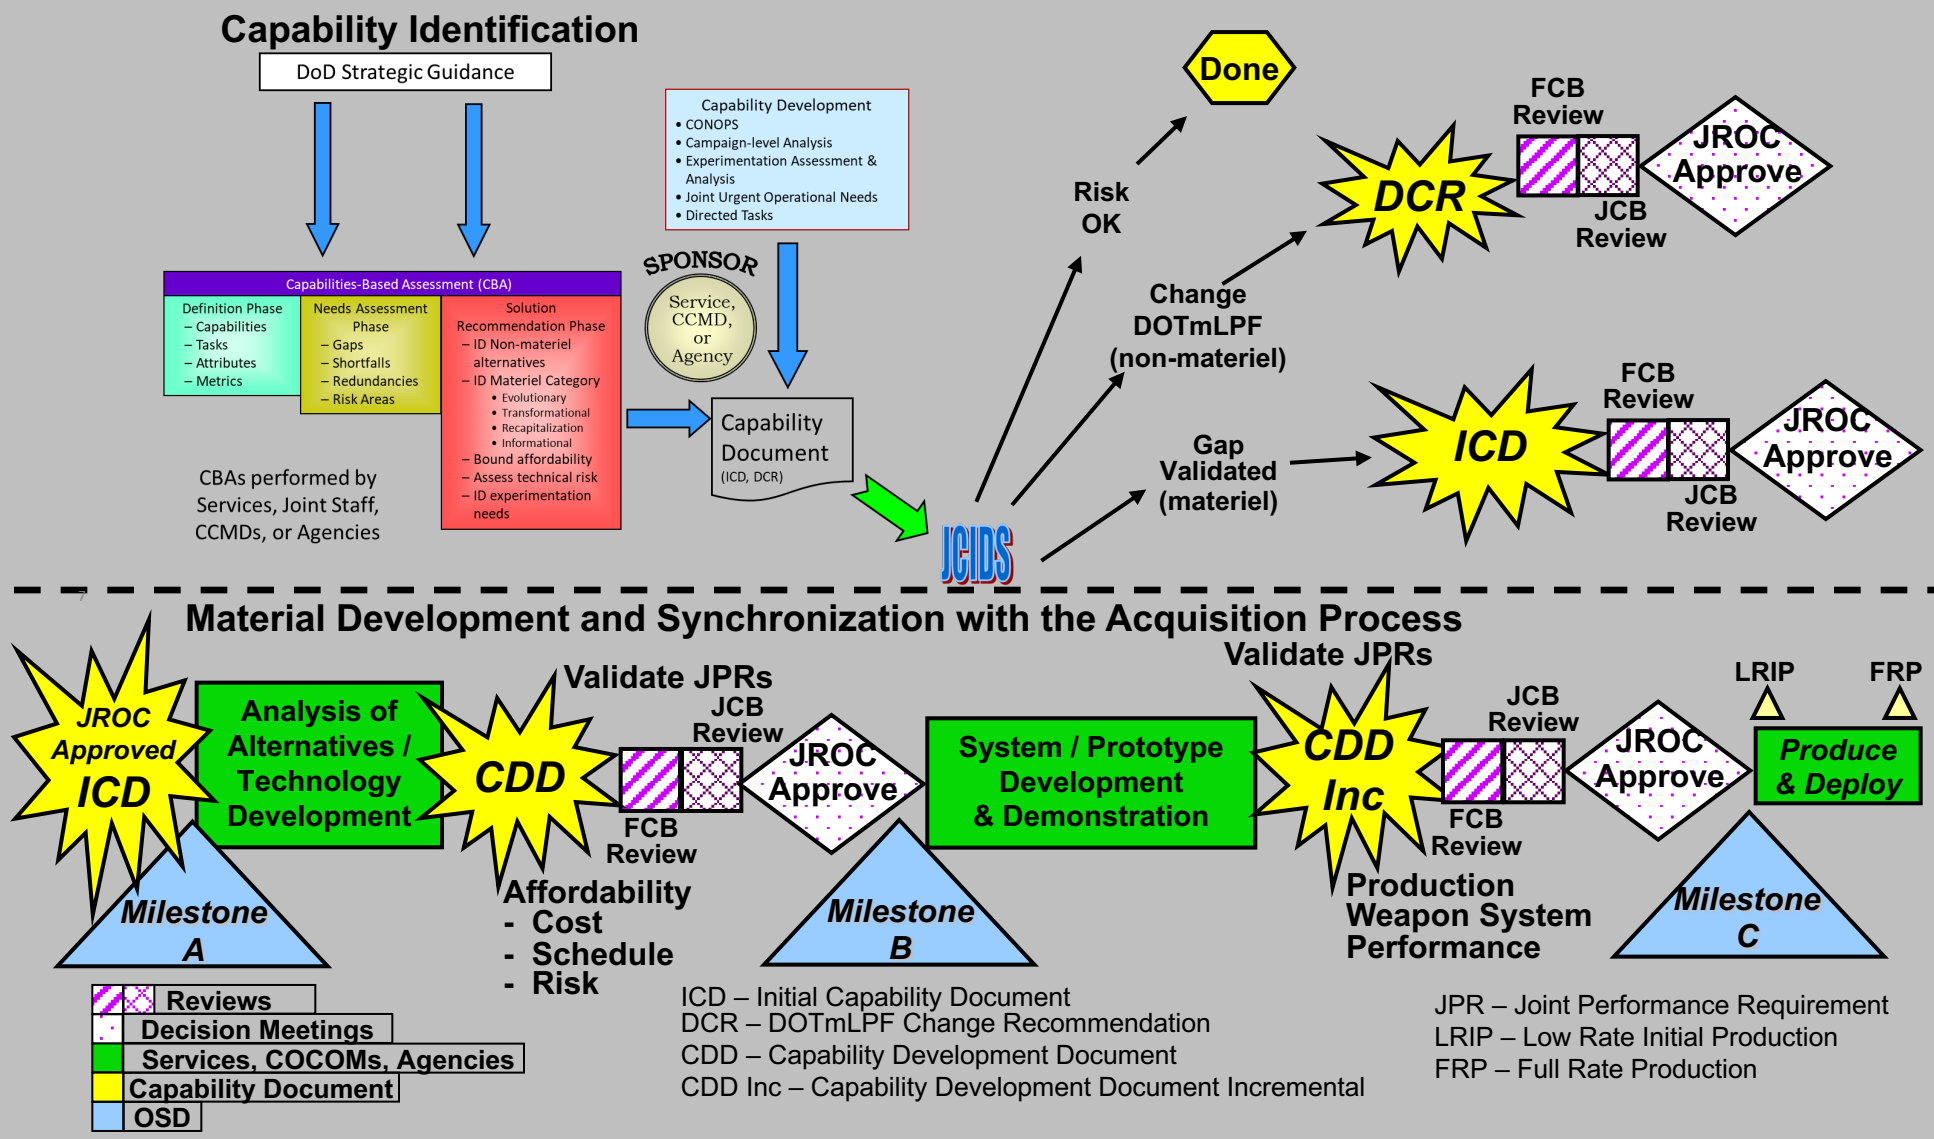 Capability Identification
DoD Strategic Guidance
Capability Development
• CONOPS
• Campaign-level Analysis
• Experimentation Assessment &
Analysis
• Joint Urgent Operational Needs
• Directed Tasks
SPONSOR
Service,
CCMD,
or
Agency
Capabilities-Based Assessment (CBA)
Definition Phase
– Capabilities
– Tasks
– Attributes
– Metrics
Needs Assessment
Phase
– Gaps
– Shortfalls
– Redundancies
– Risk Areas
Solution
Recommendation Phase
– ID Non-materiel
alternatives
– ID Materiel Category
• Evolutionary
• Transformational
• Recapitalization
• Informational
– Bound affordability
– Assess technical risk
– ID experimentation
needs
CBAs performed by
Services, Joint Staff,
CCMDs, or Agencies
Capability
Document
(ICD, DCR)
JCIDS
Risk
OK
Done
Change
DOTmLPF
(non-materiel)
DCR
FCB
Review
JCB
Review
JROC
Approve
Gap
Validated
(materiel)
ICD
FCB
Review
JCB
Review
JROC
Approve
7
Material Development and Synchronization with the Acquisition Process
JROC
Approved
ICD
Analysis of
Alternatives /
Technology
Development
Milestone
A
CDD
Validate JPRs
JCB
Review
FCB
Review
JROC
Approve
Affordability
- Cost
- Schedule
- Risk
Milestone
B
System / Prototype
Development
& Demonstration
Validate JPRs
CDD
Inc
JCB
Review
FCB
Review
JROC
Approve
Production
Weapon System
Performance
Milestone
C
LRIP
FRP
Produce
& Deploy
Reviews
Decision Meetings
Services, COCOMs, Agencies
Capability Document
OSD
ICD – Initial Capability Document
DCR – DOTmLPF Change Recommendation
CDD – Capability Development Document
CDD Inc – Capability Development Document Incremental
JPR – Joint Performance Requirement
LRIP – Low Rate Initial Production
FRP – Full Rate Production